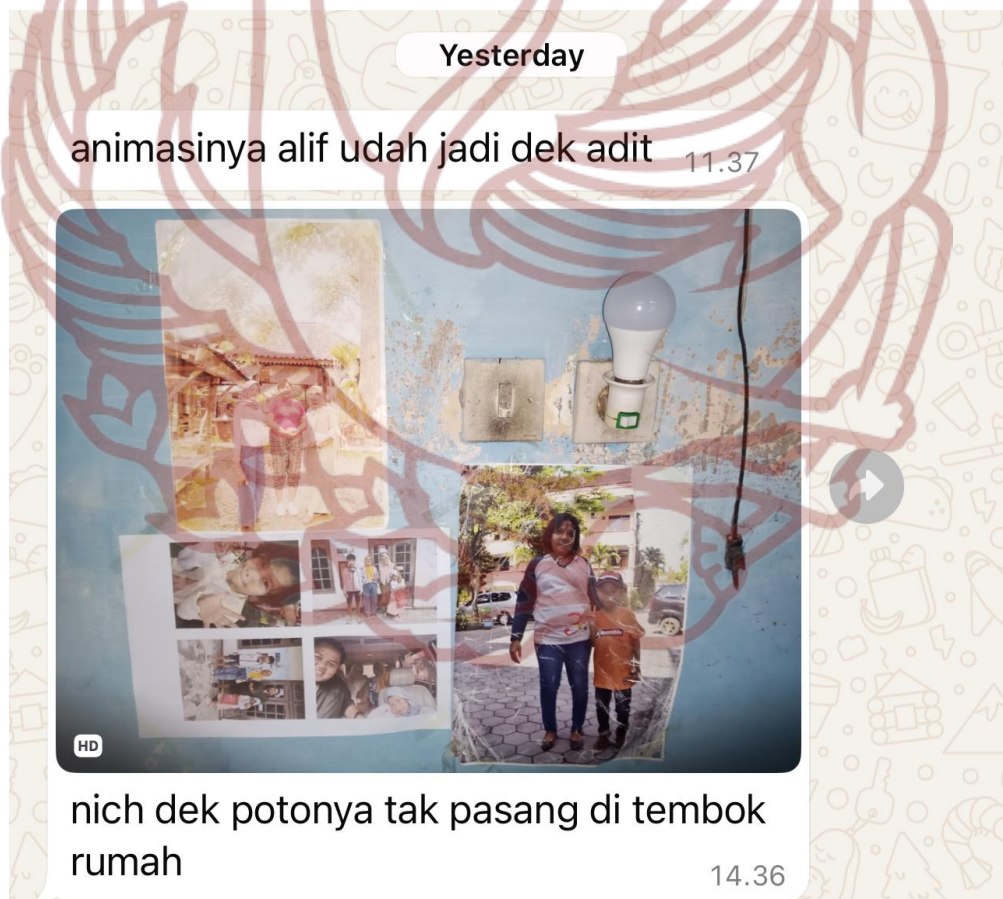 Yesterday
animasinya alif udah jadi dek adit 11.37
HD
nich dek potonya tak pasang di tembok
rumah 14.36